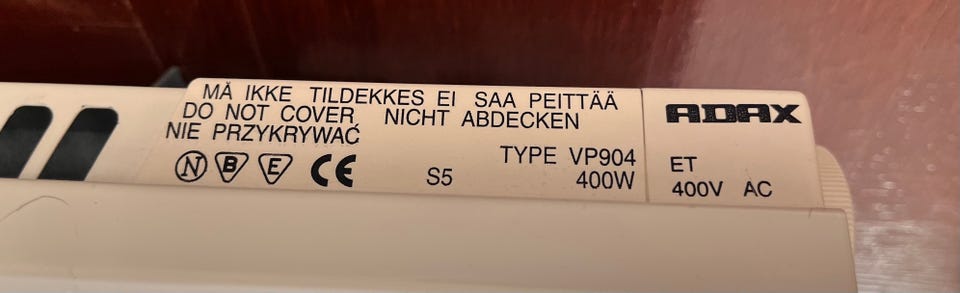 MÅ IKKE TILDEKKES EI SAA PEITTÄÄ
DO NOT COVER NICHT ABDECKEN
NIE PRZYKRYWAĆ
N B E CE S5
TYPE VP904
400W
ADAX
ET
400V AC